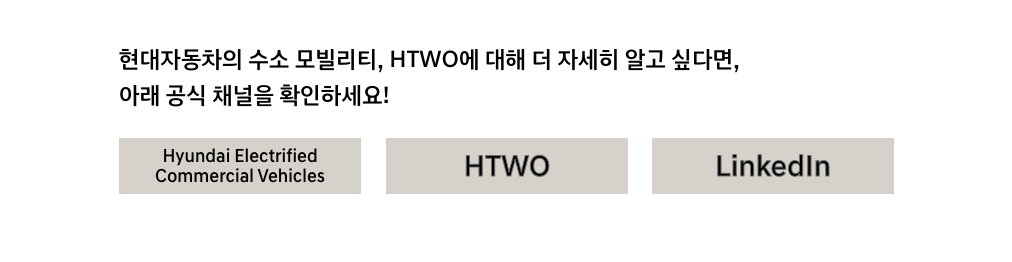 현대자동차의 수소 모빌리티, HTWO에 대해 더 자세히 알고 싶다면,
아래 공식 채널을 확인하세요!
Hyundai Electrified
Commercial Vehicles
HTWO
LinkedIn